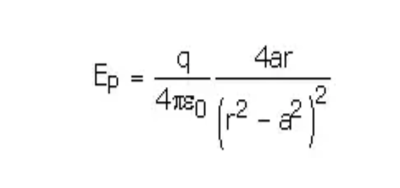 Eₚ = q/(4πε₀) 4ar/(r² − a²)²